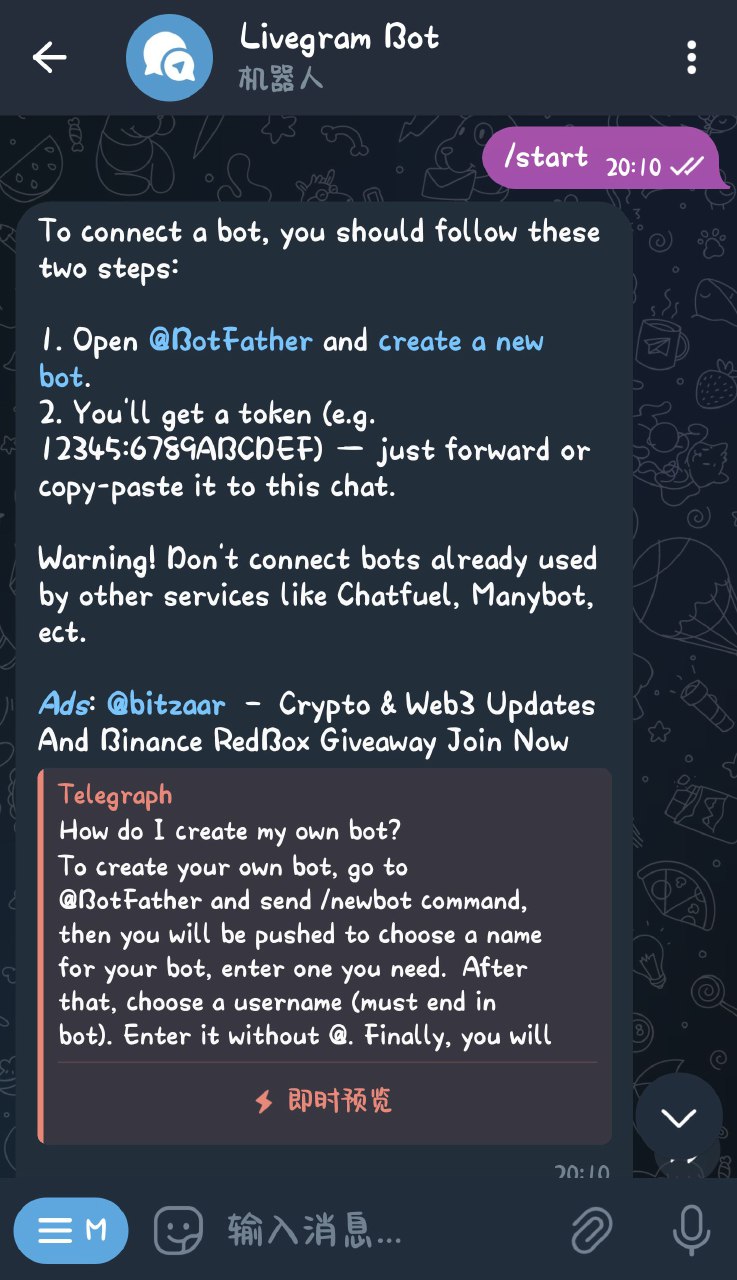 Livegram Bot
机器人
/start 20:10
To connect a bot, you should follow these
two steps:
1. Open @BotFather and create a new
bot.
2. You'll get a token (e.g.
12345:6789ABCDEF) — just forward or
copy-paste it to this chat.
Warning! Don't connect bots already used
by other services like Chatfuel, Manybot,
ect.
Ads: @bitzaar - Crypto & Web3 Updates
And Binance RedBox Giveaway Join Now
Telegraph
How do I create my own bot?
To create your own bot, go to
@BotFather and send /newbot command,
then you will be pushed to choose a name
for your bot, enter one you need. After
that, choose a username (must end in
bot). Enter it without @. Finally, you will
即时预览
20:10
M
输入消息...